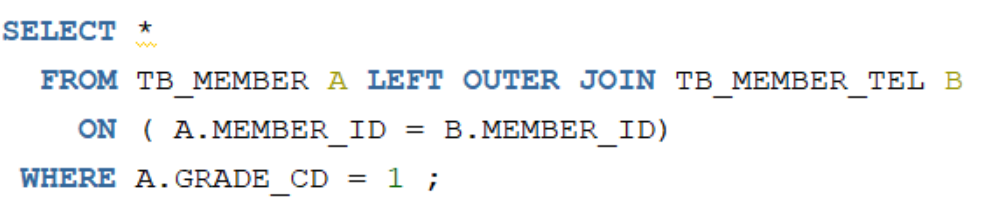 SELECT *
FROM TB_MEMBER A LEFT OUTER JOIN TB_MEMBER_TEL B
ON ( A.MEMBER_ID = B.MEMBER_ID)
WHERE A.GRADE_CD = 1 ;